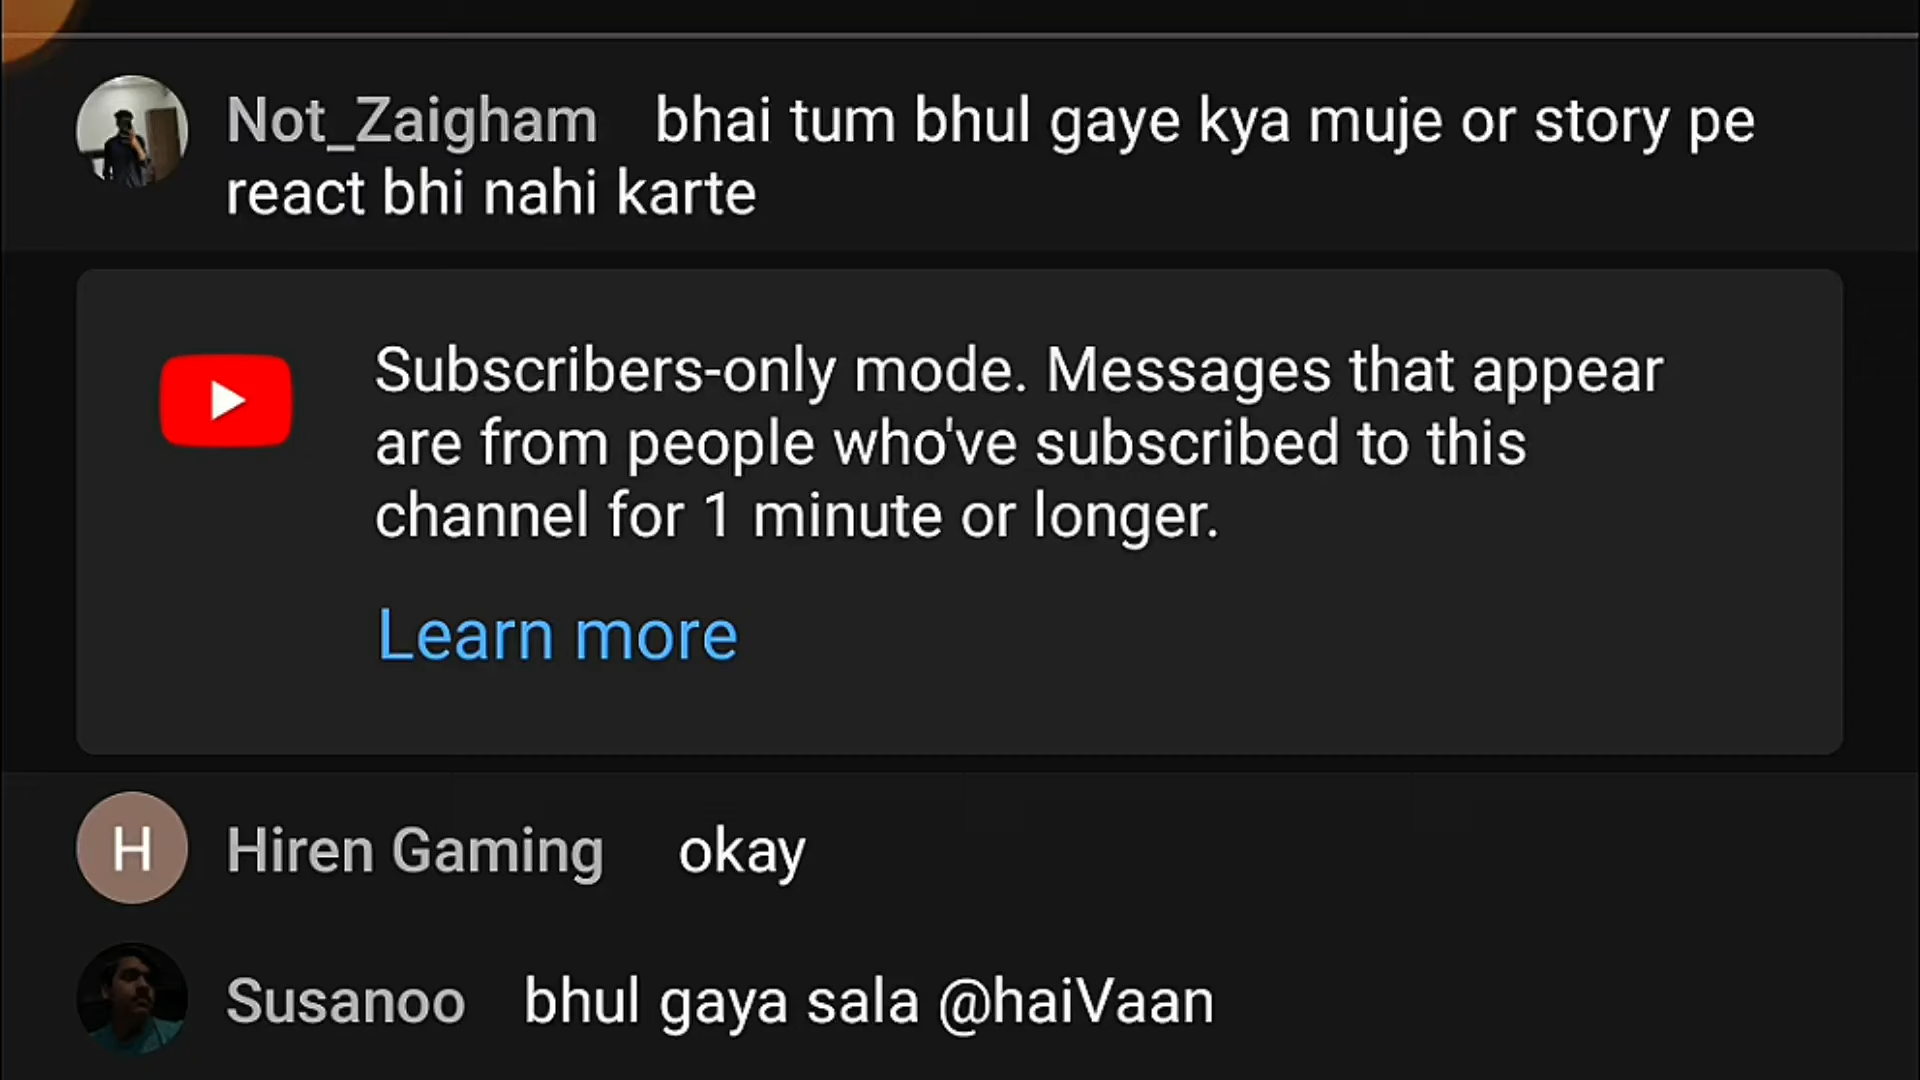 Not_Zaigham bhai tum bhul gaye kya muje or story pe
react bhi nahi karte
Subscribers-only mode. Messages that appear
are from people who've subscribed to this
channel for 1 minute or longer.
Learn more
H Hiren Gaming okay
Susanoo bhul gaya sala @haiVaan